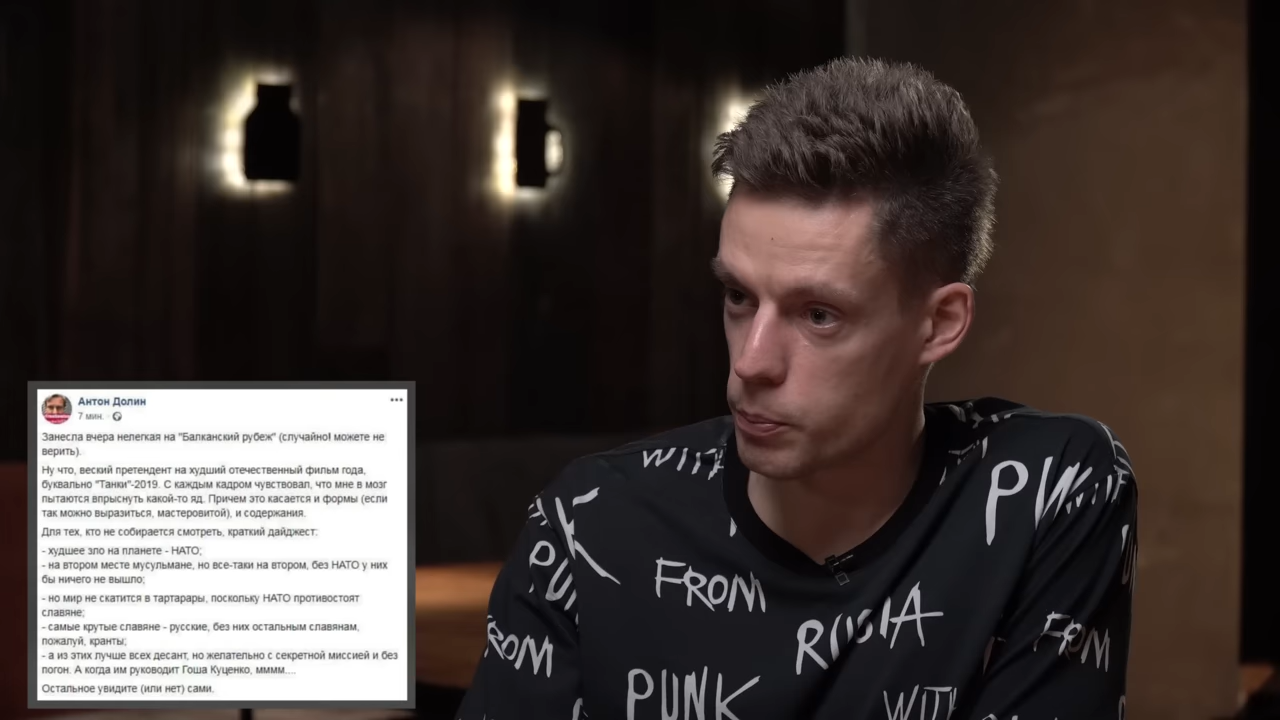 Антон Долин
7 мин.
Занесла вчера нелегкая на "Балканский рубеж" (случайно! можете не
верить).
Ну что, веский претендент на худший отечественный фильм года,
буквально "Танки"-2019. С каждым кадром чувствовал, что мне в мозг
пытаются впрыснуть какой-то яд. Причем это касается и формы (если
так можно выразиться, мастеровитой), и содержания.
Для тех, кто не собирается смотреть, краткий дайджест:
- худшее зло на планете - НАТО;
- на втором месте мусульмане, но все-таки на втором, без НАТО у них
бы ничего не вышло;
- но мир не скатится в тартарары, поскольку НАТО противостоят
славяне;
- самые крутые славяне - русские, без них остальным славянам,
пожалуй, кранты;
- а из этих лучше всех десант, но желательно с секретной миссией и без
погон. А когда им руководит Гоша Куценко, мммм....
Остальное увидите (или нет) сами.
WITH
FROM
RUSSIA
FROM
FROM
PUNK
WITH